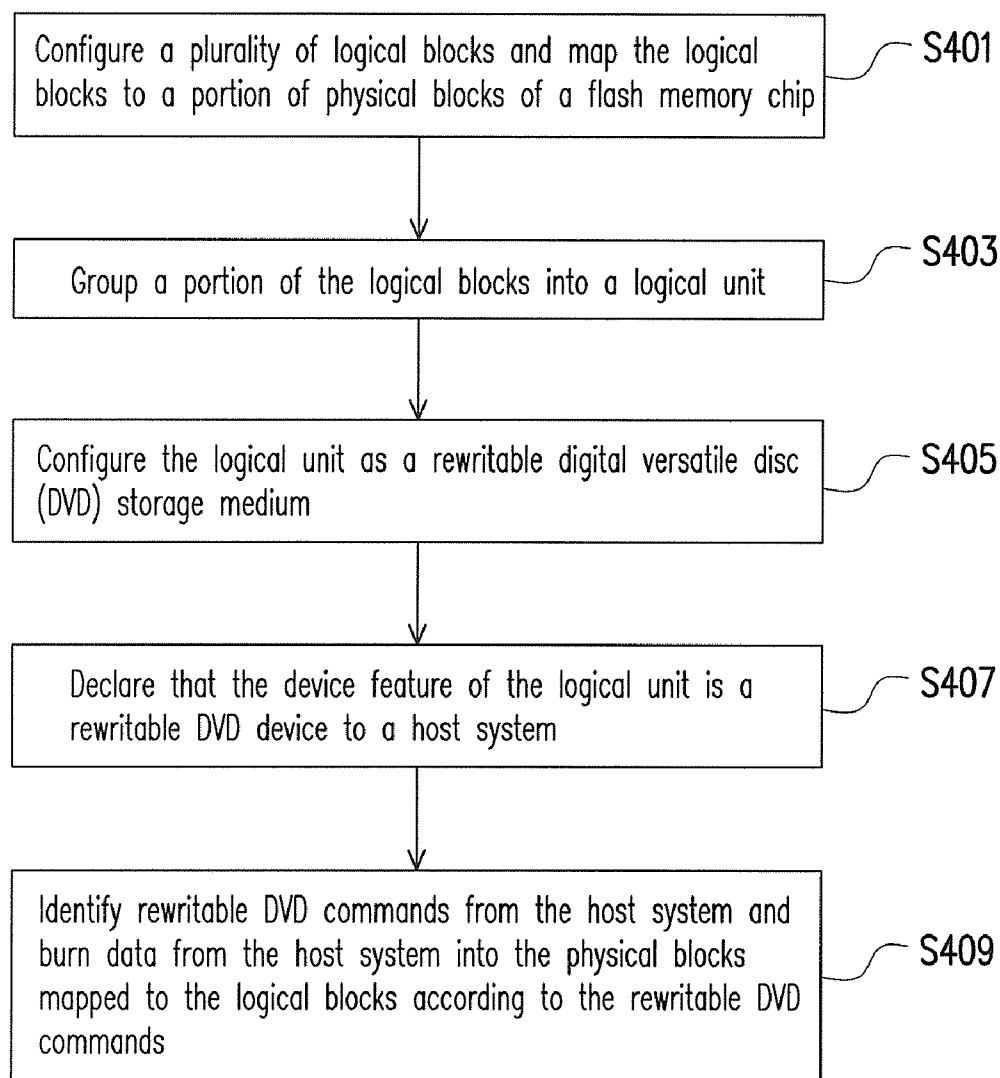 Configure a plurality of logical blocks and map the logical
blocks to a portion of physical blocks of a flash memory chip
S401
Group a portion of the logical blocks into a logical unit
S403
Configure the logical unit as a rewritable digital versatile disc
(DVD) storage medium
S405
Declare that the device feature of the logical unit is a
rewritable DVD device to a host system
S407
Identify rewritable DVD commands from the host system and
burn data from the host system into the physical blocks
mapped to the logical blocks according to the rewritable DVD
commands
S409